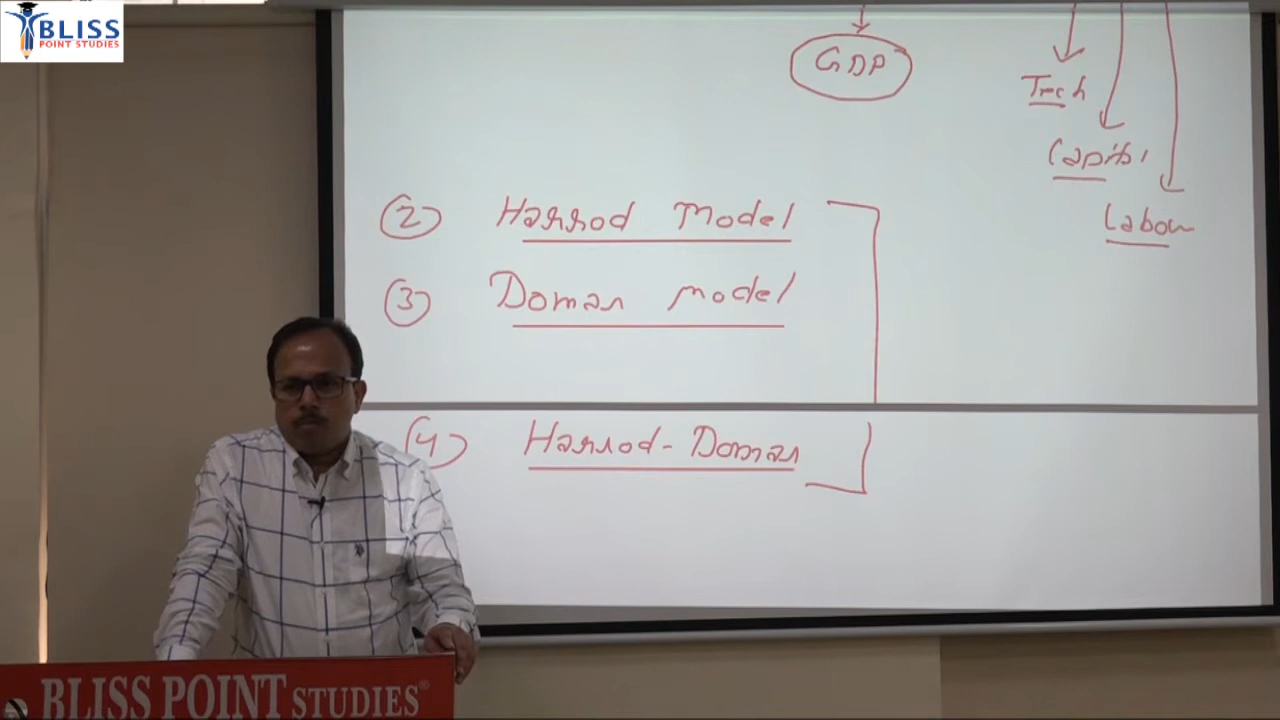 BLISS
POINT STUDIES
GDP
Tech
Capital
Labour
② Harrod Model
③ Domar model
④ Harrod-Domar
BLISS POINT STUDIES®